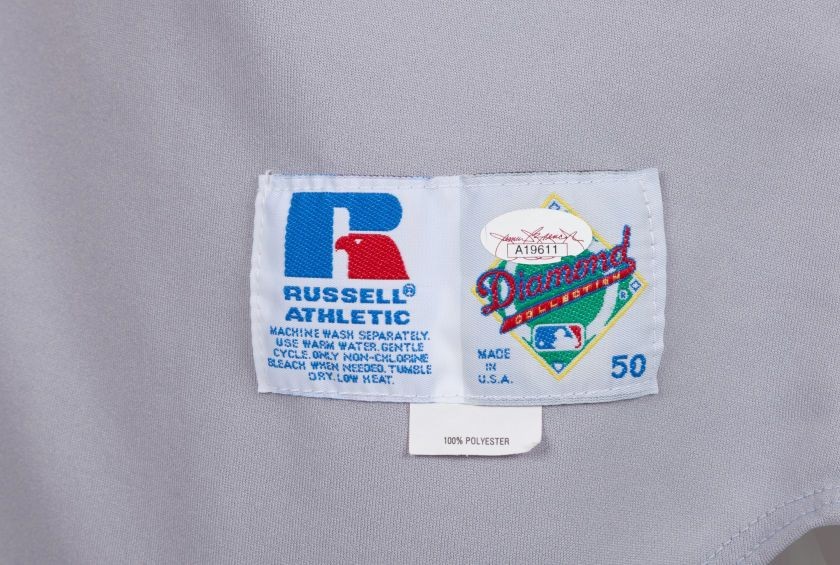 RUSSELL®
ATHLETIC
MACHINE WASH SEPARATELY.
USE WARM WATER. GENTLE
CYCLE. ONLY NON-CHLORINE
BLEACH WHEN NEEDED. TUMBLE
DRY. LOW HEAT.
A19611
Diamond
COLLECTION
MADE
IN
U.S.A.
50
100% POLYESTER